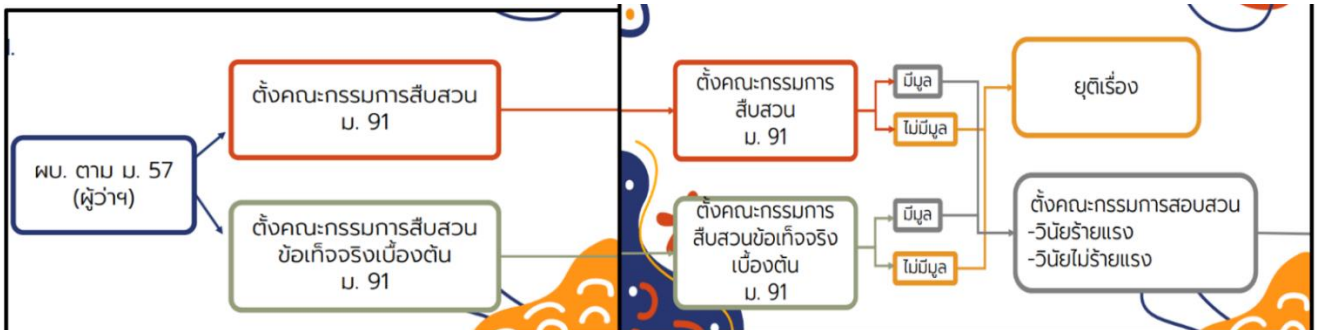 ผบ. ตาม ม. 57
(ผู้ว่าฯ)
ตั้งคณะกรรมการสืบสวน
ม. 91
ตั้งคณะกรรมการสืบสวน
ข้อเท็จจริงเบื้องต้น
ม. 91
ตั้งคณะกรรมการ
สืบสวน
ม. 91
มีมูล
ไม่มีมูล
ตั้งคณะกรรมการ
สืบสวนข้อเท็จจริง
เบื้องต้น
ม. 91
มีมูล
ไม่มีมูล
ยุติเรื่อง
ตั้งคณะกรรมการสอบสวน
-วินัยร้ายแรง
-วินัยไม่ร้ายแรง